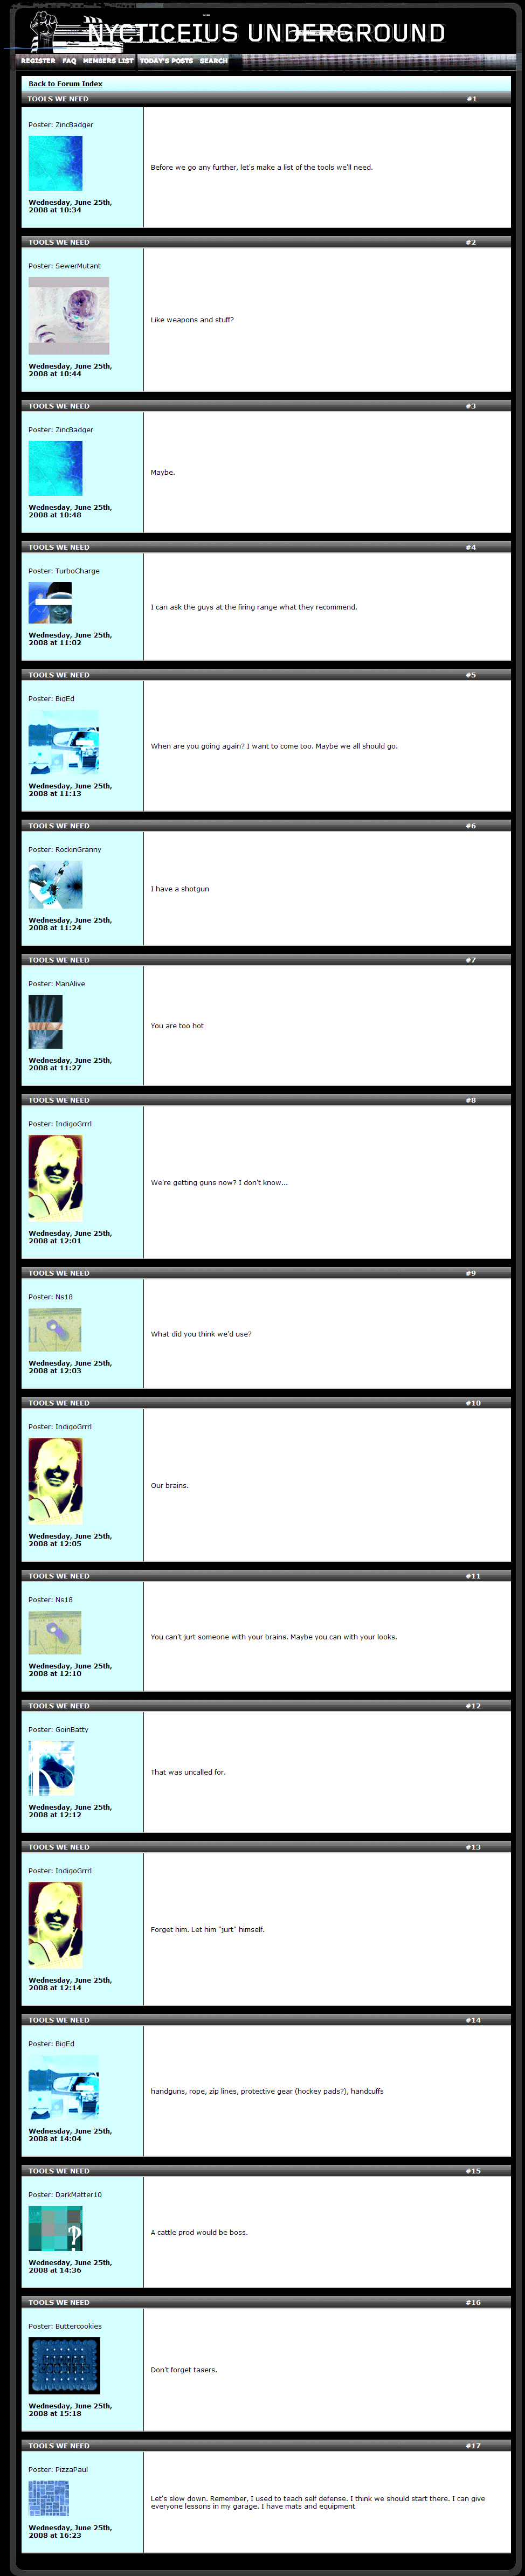 NYCTICEIUS UNDERGROUND
REGISTER FAQ MEMBERS LIST TODAY'S POSTS SEARCH
Back to Forum Index
TOOLS WE NEED #1
Poster: ZincBadger
Wednesday, June 25th,
2008 at 10:34
Before we go any further, let's make a list of the tools we'll need.
TOOLS WE NEED #2
Poster: SewerMutant
Wednesday, June 25th,
2008 at 10:44
Like weapons and stuff?
TOOLS WE NEED #3
Poster: ZincBadger
Wednesday, June 25th,
2008 at 10:48
Maybe.
TOOLS WE NEED #4
Poster: TurboCharge
Wednesday, June 25th,
2008 at 11:02
I can ask the guys at the firing range what they recommend.
TOOLS WE NEED #5
Poster: BigEd
Wednesday, June 25th,
2008 at 11:13
When are you going again? I want to come too. Maybe we all should go.
TOOLS WE NEED #6
Poster: RockinGranny
Wednesday, June 25th,
2008 at 11:24
I have a shotgun
TOOLS WE NEED #7
Poster: ManAlive
Wednesday, June 25th,
2008 at 11:27
You are too hot
TOOLS WE NEED #8
Poster: IndigoGrrrl
Wednesday, June 25th,
2008 at 12:01
We're getting guns now? I don't know...
TOOLS WE NEED #9
Poster: Ns18
Wednesday, June 25th,
2008 at 12:03
What did you think we'd use?
TOOLS WE NEED #10
Poster: IndigoGrrrl
Wednesday, June 25th,
2008 at 12:05
Our brains.
TOOLS WE NEED #11
Poster: Ns18
Wednesday, June 25th,
2008 at 12:10
You can't jurt someone with your brains. Maybe you can with your looks.
TOOLS WE NEED #12
Poster: GoinBatty
Wednesday, June 25th,
2008 at 12:12
That was uncalled for.
TOOLS WE NEED #13
Poster: IndigoGrrrl
Wednesday, June 25th,
2008 at 12:14
Forget him. Let him "jurt" himself.
TOOLS WE NEED #14
Poster: BigEd
Wednesday, June 25th,
2008 at 14:04
handguns, rope, zip lines, protective gear (hockey pads?), handcuffs
TOOLS WE NEED #15
Poster: DarkMatter10
?
Wednesday, June 25th,
2008 at 14:36
A cattle prod would be boss.
TOOLS WE NEED #16
Poster: Buttercookies
Wednesday, June 25th,
2008 at 15:18
Don't forget tasers.
TOOLS WE NEED #17
Poster: PizzaPaul
Wednesday, June 25th,
2008 at 16:23
Let's slow down. Remember, I used to teach self defense. I think we should start there. I can give
everyone lessons in my garage. I have mats and equipment